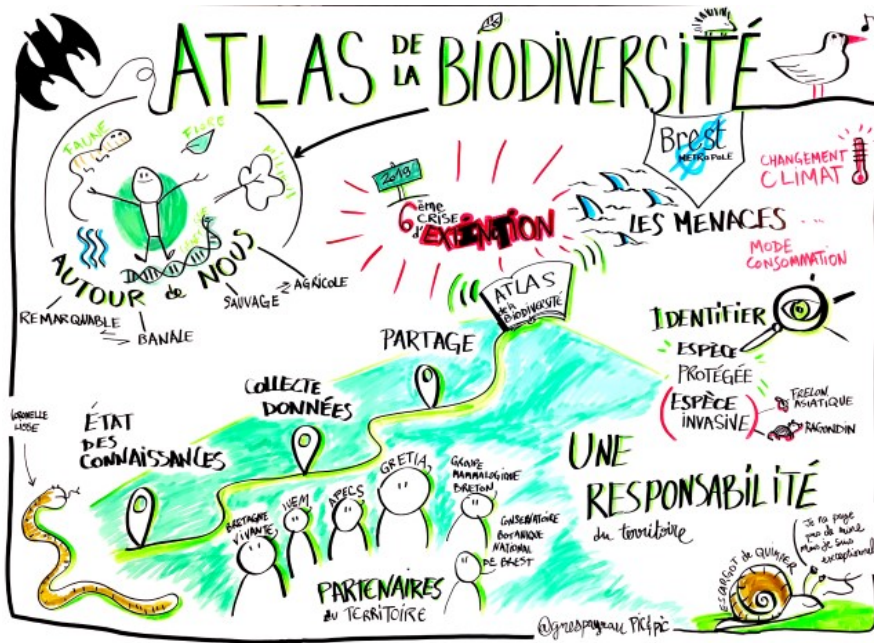 ATLAS DE LA BIODIVERSITÉ
FAUNE
FLORE
AUTOUR de NOUS
REMARQUABLE
BANALE
SAUVAGE
AGRICOLE
2019
6ème
CRISE
d'EXTINCTION
Brest
MÉTROPOLE
LES MENACES...
CHANGEMENT
CLIMAT
MODE
CONSOMMATION
ATLAS
de la
BIODIVERSITÉ
IDENTIFIER
ESPÈCE
PROTÉGÉE
ESPÈCE
INVASIVE
FRELON
ASIATIQUE
RAGONDIN
PARTAGE
COLLECTE
DONNÉES
ÉTAT
DES
CONNAISSANCES
CORONELLE
LISSE
BRETAGNE
VIVANTE
IUEM
APECS
GRETIA
GROUPE
MAMMALOGIQUE
BRETON
CONSERVATOIRE
BOTANIQUE
NATIONAL
DE BREST
PARTENAIRES
du TERRITOIRE
UNE
RESPONSABILITÉ
du territoire
Je
paye
pas de mine
mais je suis
exceptionnel
ESCARGOT de QUIMPER